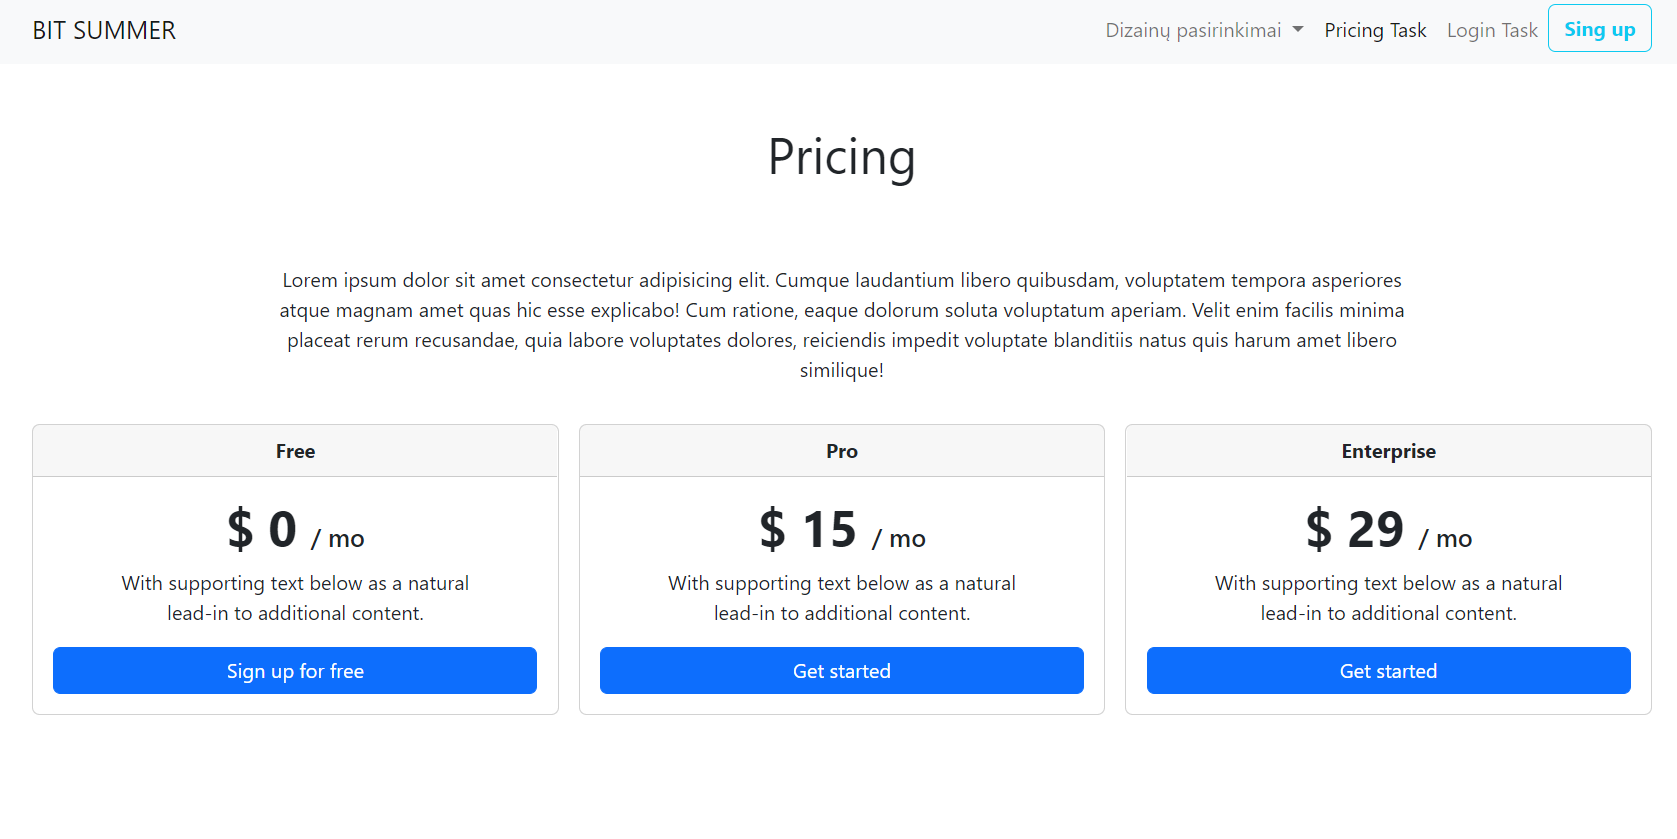 BIT SUMMER
Dizainų pasirinkimai
Pricing Task
Login Task
Sing up
Pricing
Lorem ipsum dolor sit amet consectetur adipisicing elit. Cumque laudantium libero quibusdam, voluptatem tempora asperiores
atque magnam amet quas hic esse explicabo! Cum ratione, eaque dolorum soluta voluptatum aperiam. Velit enim facilis minima
placeat rerum recusandae, quia labore voluptates dolores, reiciendis impedit voluptate blanditiis natus quis harum amet libero
similique!
Free
$ 0 / mo
With supporting text below as a natural
lead-in to additional content.
Sign up for free
Pro
$ 15 / mo
With supporting text below as a natural
lead-in to additional content.
Get started
Enterprise
$ 29 / mo
With supporting text below as a natural
lead-in to additional content.
Get started